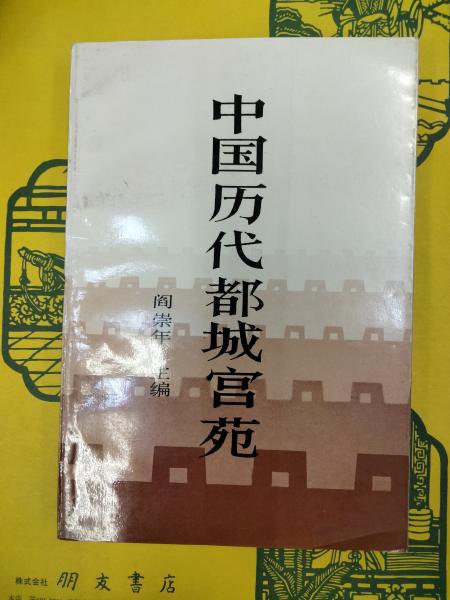 中国历代都城宫苑
阎崇年 主编
株式会社 朋友書店